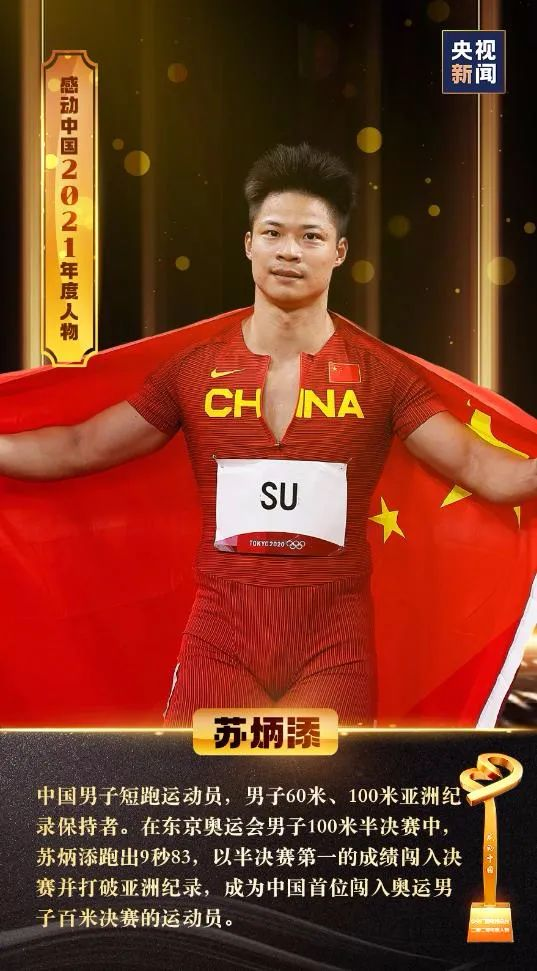 央视
新闻
感动中国2021年度人物
CHINA
SU
TOKYO 2020
苏炳添
中国男子短跑运动员，男子60米、100米亚洲纪
录保持者。在东京奥运会男子100米半决赛中，
苏炳添跑出9秒83，以半决赛第一的成绩闯入决
赛并打破亚洲纪录，成为中国首位闯入奥运男
子百米决赛的运动员。
感动中国